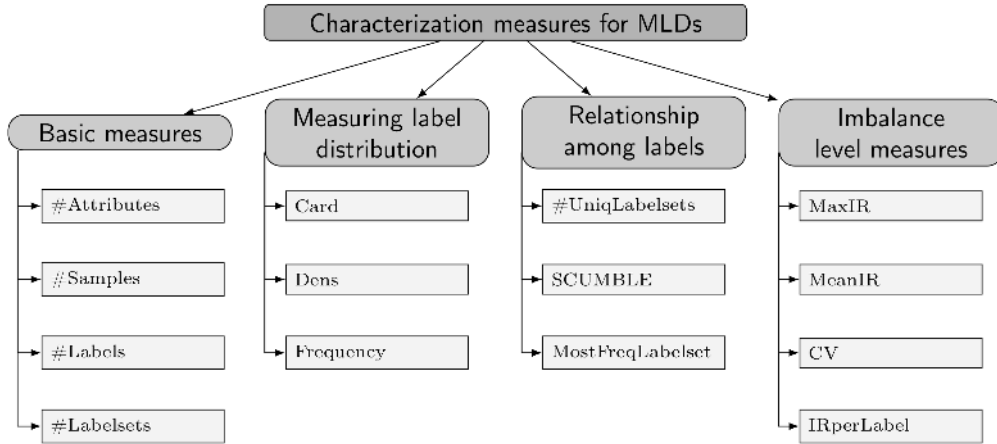 Characterization measures for MLDs
Basic measures
#Attributes
#Samples
#Labels
#Labelsets
Measuring label
distribution
Card
Dens
Frequency
Relationship
among labels
#UniqLabelsets
SCUMBLE
MostFreqLabelset
Imbalance
level measures
MaxIR
MeanIR
CV
IRperLabel